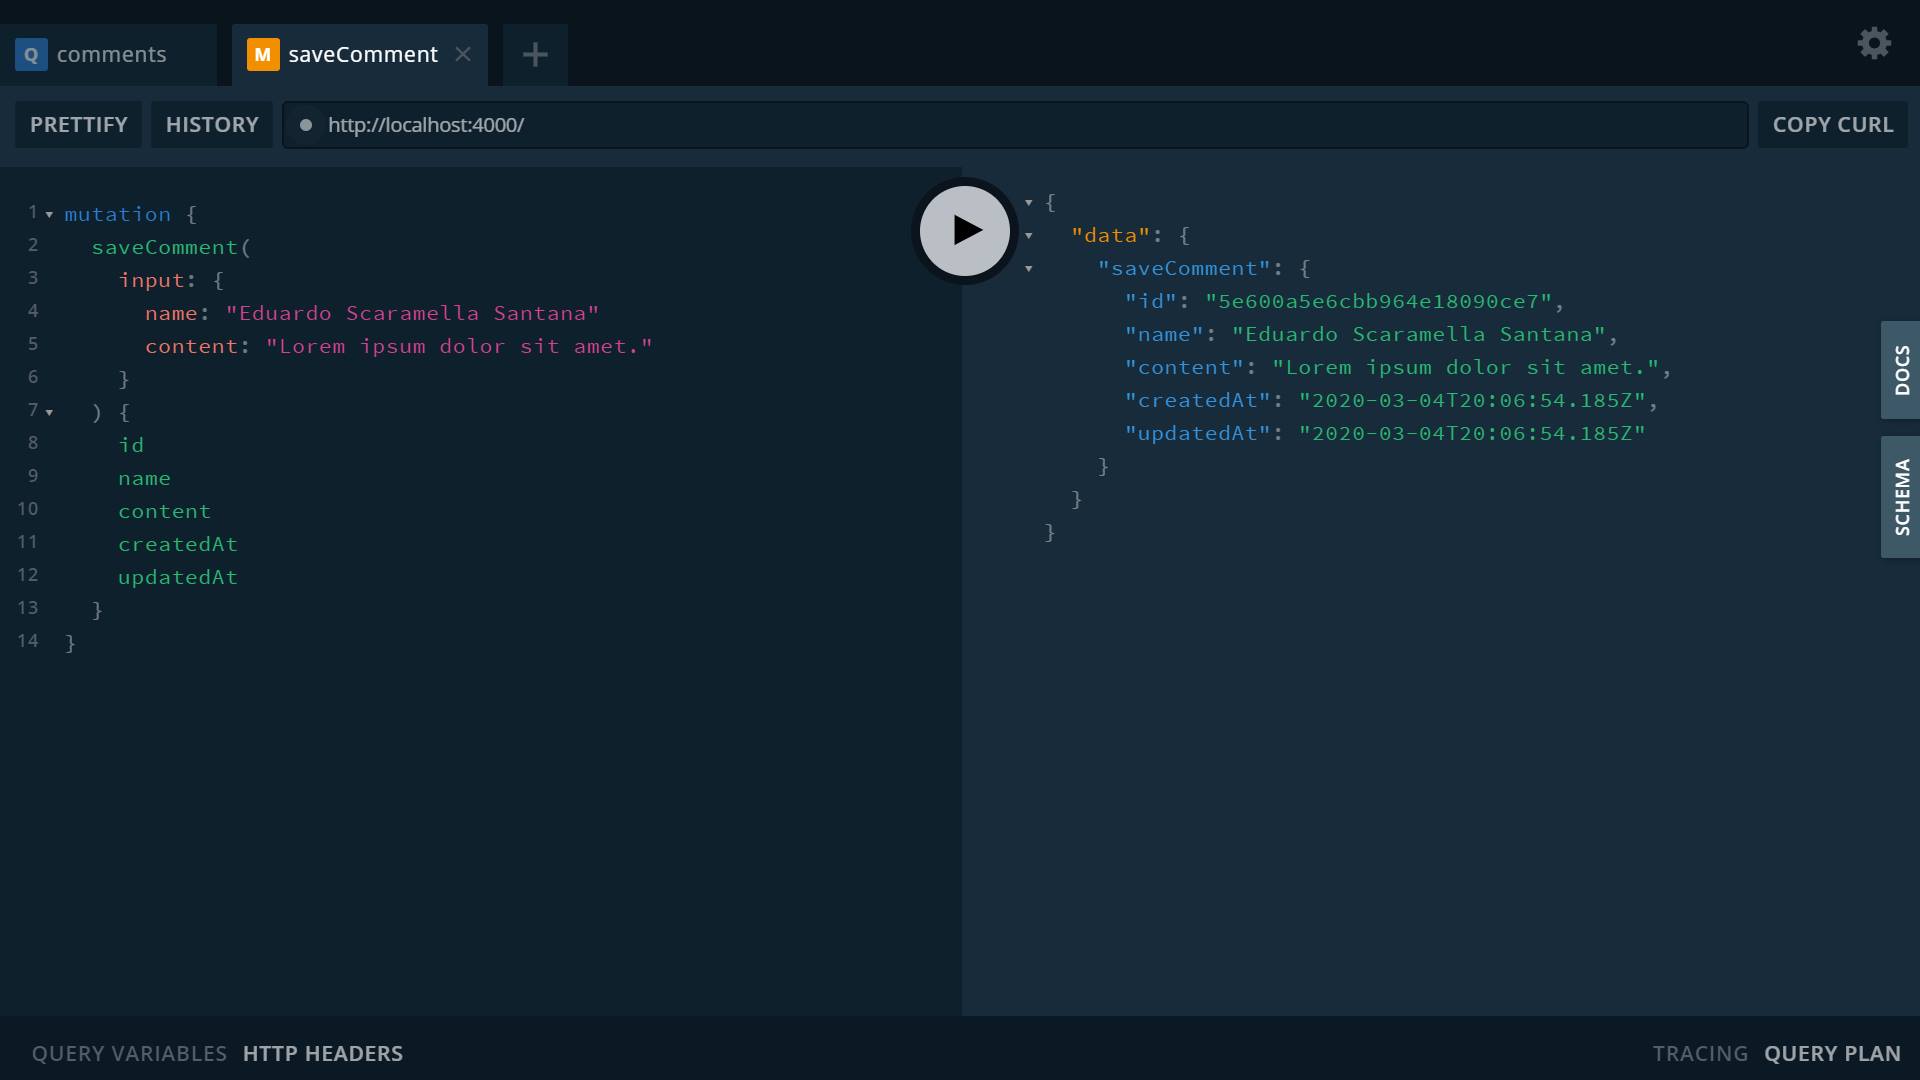 Q comments
M saveComment
PRETTIFY
HISTORY
http://localhost:4000/
COPY CURL
1 mutation {
2 saveComment(
3 input: {
4 name: "Eduardo Scaramella Santana"
5 content: "Lorem ipsum dolor sit amet."
6 }
7 ) {
8 id
9 name
10 content
11 createdAt
12 updatedAt
13 }
14 }
{
"data": {
"saveComment": {
"id": "5e600a5e6cbb964e18090ce7",
"name": "Eduardo Scaramella Santana",
"content": "Lorem ipsum dolor sit amet.",
"createdAt": "2020-03-04T20:06:54.185Z",
"updatedAt": "2020-03-04T20:06:54.185Z"
}
}
}
DOCS
SCHEMA
QUERY VARIABLES
HTTP HEADERS
TRACING
QUERY PLAN